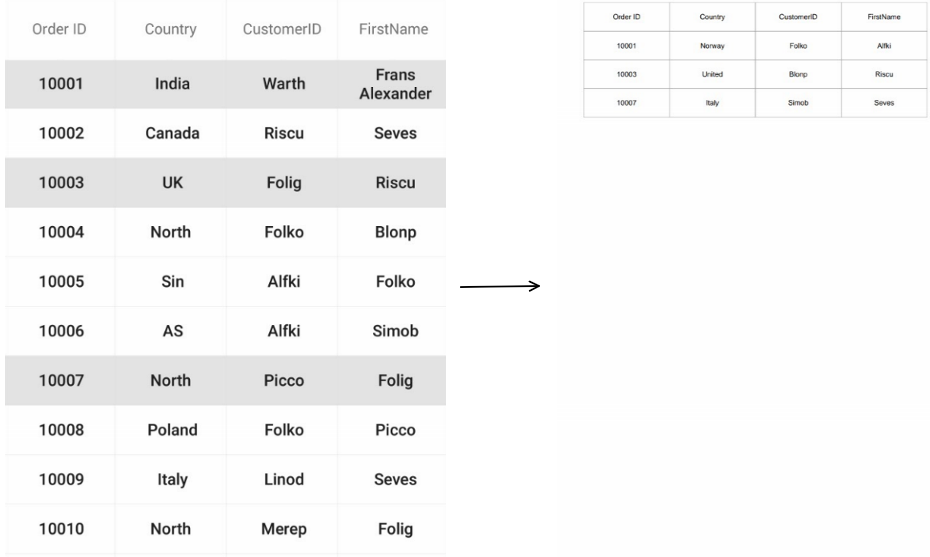 Order ID Country CustomerID FirstName
10001 India Warth Frans Alexander
10002 Canada Riscu Seves
10003 UK Folig Riscu
10004 North Folko Blonp
10005 Sin Alfki Folko
10006 AS Alfki Simob
10007 North Picco Folig
10008 Poland Folko Picco
10009 Italy Linod Seves
10010 North Merep Folig
Order ID Country CustomerID FirstName
10001 Norway Folko Alfki
10003 United Blonp Riscu
10007 Italy Simob Seves